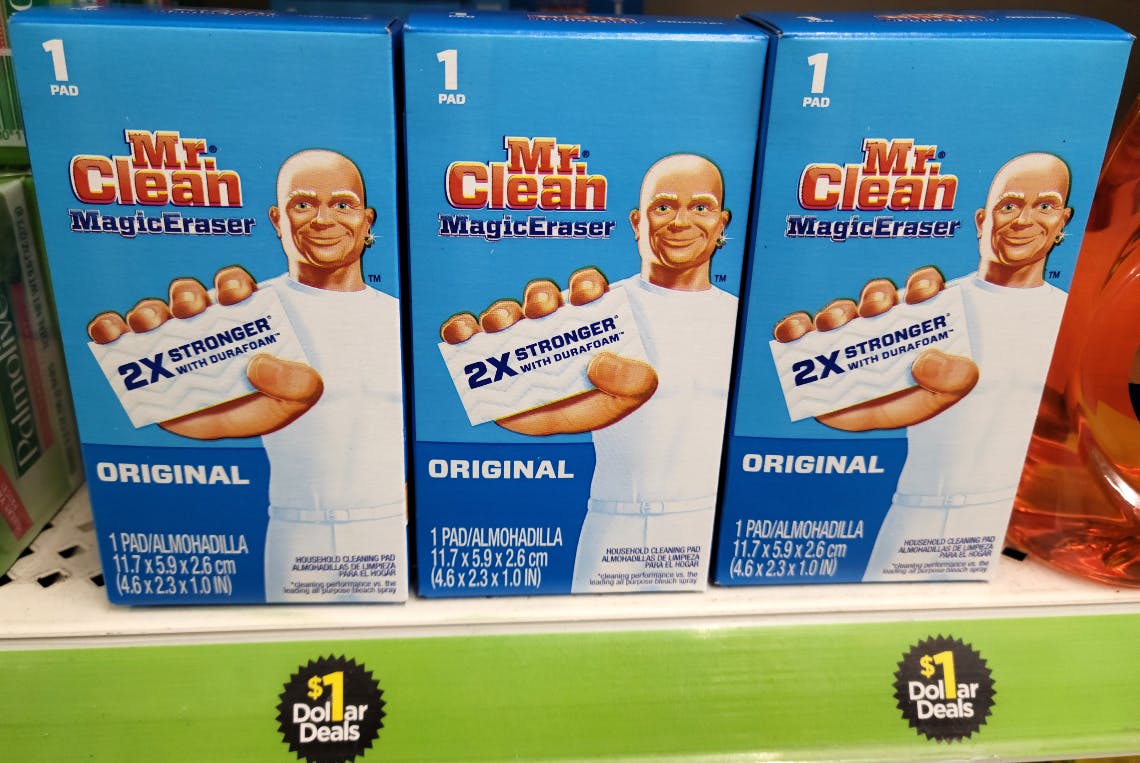 1
PAD
Mr.
Clean
MagicEraser
™
2X STRONGER*
WITH DURAFOAM™
ORIGINAL
1 PAD/ALMOHADILLA
11.7 x 5.9 x 2.6 cm
(4.6 x 2.3 x 1.0 IN)
HOUSEHOLD CLEANING PAD
ALMOHADILLAS DE LIMPIEZA
PARA EL HOGAR
*cleaning performance vs. the
leading all purpose bleach spray
1
PAD
Mr.
Clean
MagicEraser
™
2X STRONGER*
WITH DURAFOAM™
ORIGINAL
1 PAD/ALMOHADILLA
11.7 x 5.9 x 2.6 cm
(4.6 x 2.3 x 1.0 IN)
HOUSEHOLD CLEANING PAD
ALMOHADILLAS DE LIMPIEZA
PARA EL HOGAR
*cleaning performance vs. the
leading all purpose bleach spray
1
PAD
Mr.
Clean
MagicEraser
™
2X STRONGER*
WITH DURAFOAM™
ORIGINAL
1 PAD/ALMOHADILLA
11.7 x 5.9 x 2.6 cm
(4.6 x 2.3 x 1.0 IN)
HOUSEHOLD CLEANING PAD
ALMOHADILLAS DE LIMPIEZA
PARA EL HOGAR
*cleaning performance vs. the
leading all purpose bleach spray
Palmolive
$1
Dollar
Deals
$1
Dollar
Deals